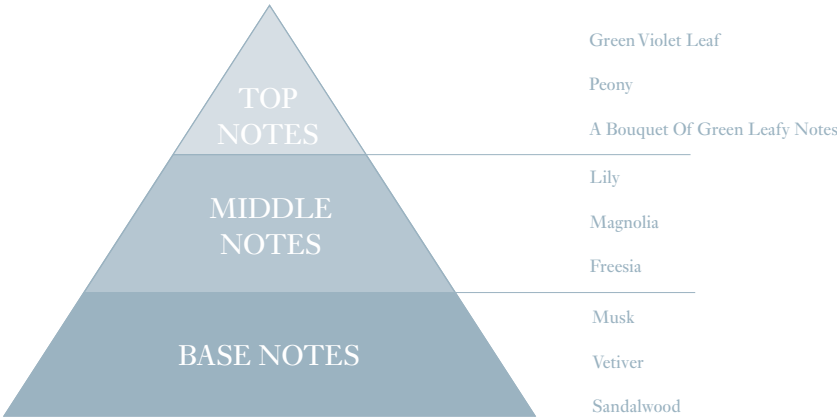 TOP
NOTES
Green Violet Leaf
Peony
A Bouquet Of Green Leafy Notes
MIDDLE
NOTES
Lily
Magnolia
Freesia
BASE NOTES
Musk
Vetiver
Sandalwood